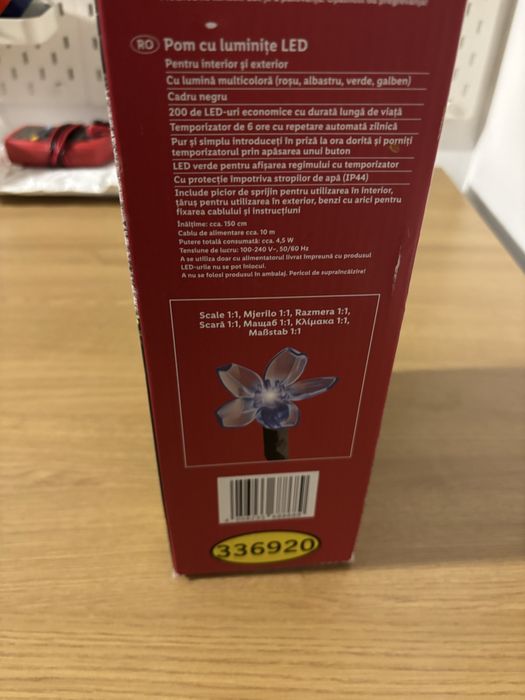 RO Pom cu luminițe LED
Pentru interior și exterior
Cu lumină multicoloră (roșu, albastru, verde, galben)
Cadru negru
200 de LED-uri economice cu durată lungă de viață
Temporizator de 6 ore cu repetare automată zilnică
Pur și simplu introduceți în priză la ora dorită și porniți
temporizatorul prin apăsarea unui buton
LED verde pentru afișarea regimului cu temporizator
Cu protecție împotriva stropilor de apă (IP44)
Include picior de sprijin pentru utilizarea în interior,
țăruș pentru utilizarea în exterior, benzi cu arici pentru
fixarea cablului și instrucțiuni
Înălțime: cca. 150 cm
Cablu de alimentare cca. 10 m
Putere totală consumată: cca. 4,5 W
Tensiune de lucru: 100-240 V~, 50/60 Hz
A se utiliza doar cu alimentatorul livrat împreună cu produsul
LED-urile nu se pot înlocui.
A nu se folosi produsul în ambalaj. Pericol de supraîncălzire!
Scale 1:1, Mjerilo 1:1, Razmera 1:1,
Scară 1:1, Мащаб 1:1, Κλίμακα 1:1,
Maßstab 1:1
336920